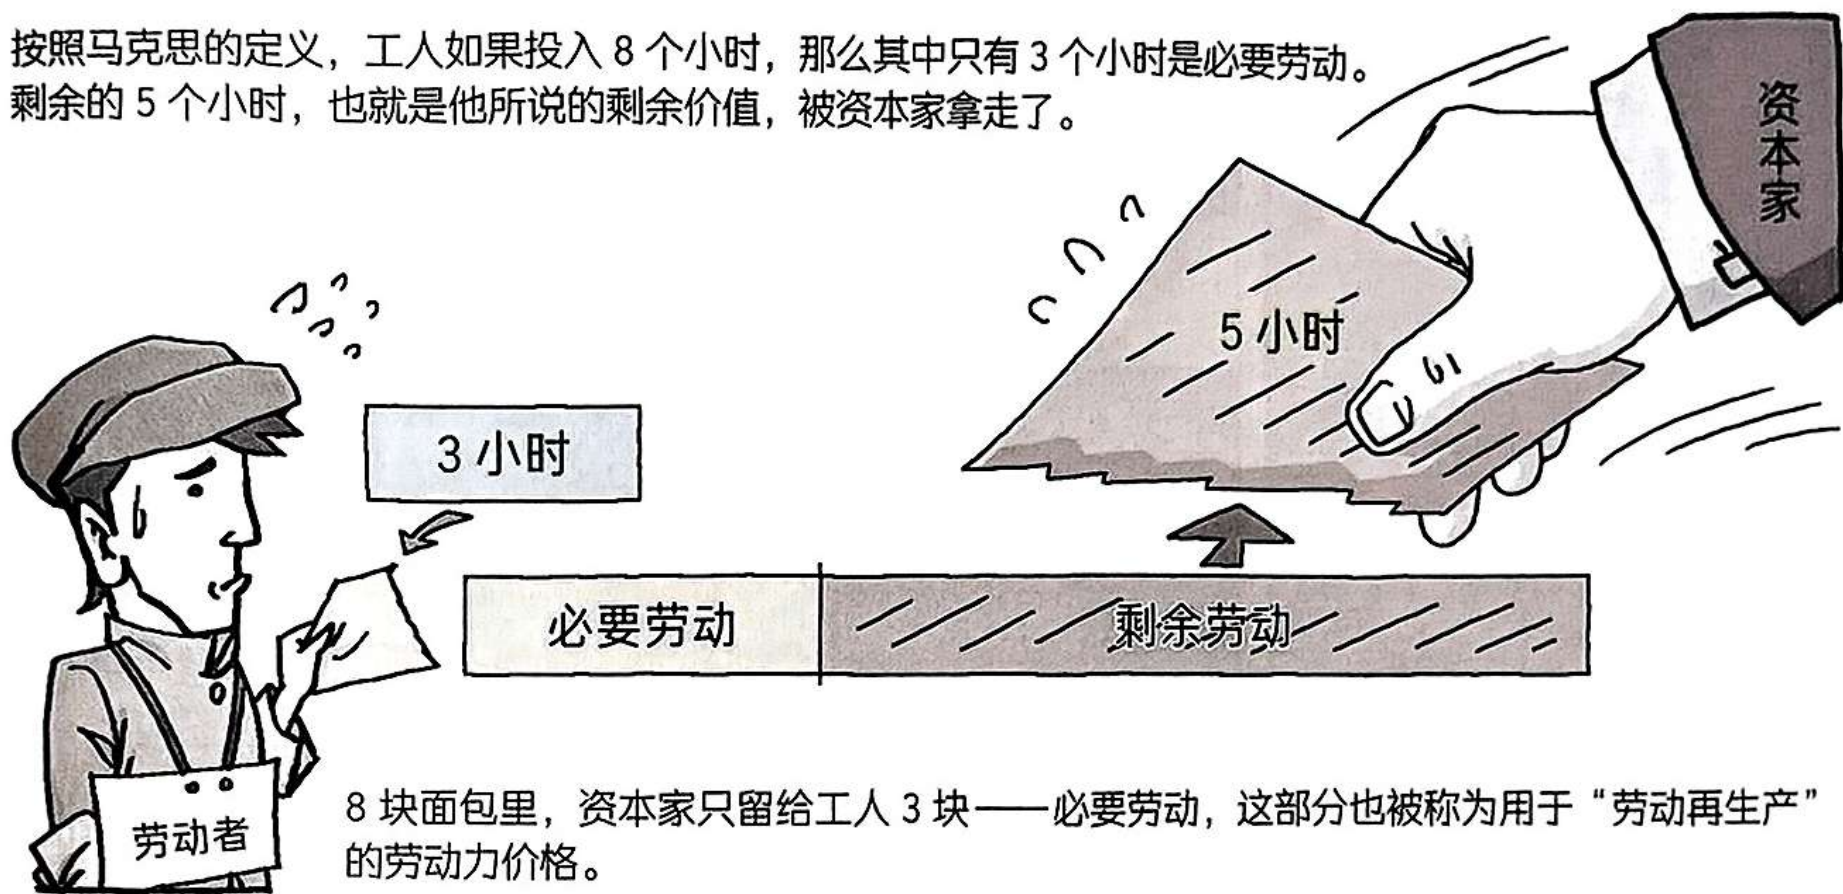 按照马克思的定义，工人如果投入 8 个小时，那么其中只有 3 个小时是必要劳动。
剩余的 5 个小时，也就是他所说的剩余价值，被资本家拿走了。
资本家
5 小时
3 小时
必要劳动
剩余劳动
劳动者
8 块面包里，资本家只留给工人 3 块——必要劳动，这部分也被称为用于“劳动再生产”
的劳动力价格。